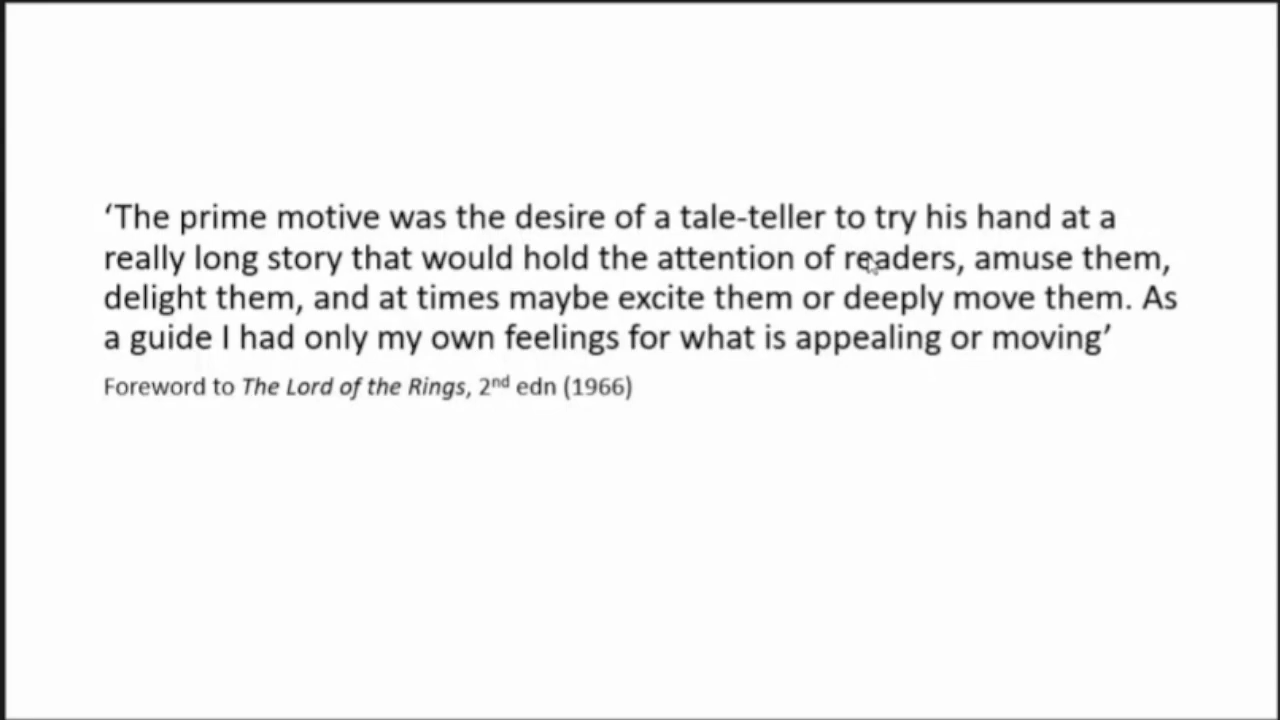 ‘The prime motive was the desire of a tale-teller to try his hand at a
really long story that would hold the attention of readers, amuse them,
delight them, and at times maybe excite them or deeply move them. As
a guide I had only my own feelings for what is appealing or moving’
Foreword to The Lord of the Rings, 2nd edn (1966)